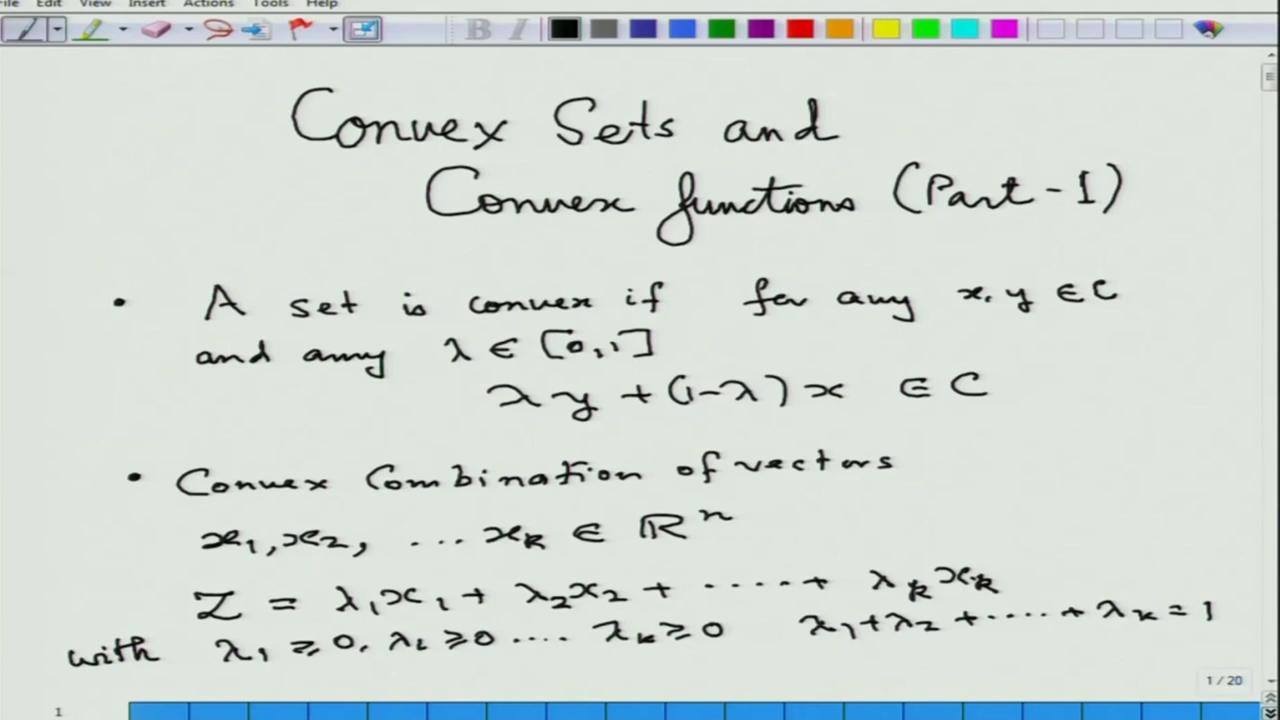 File Edit View Insert Actions Tools Help
B I
Convex Sets and
Convex functions (Part-1)
• A set is convex if for any x, y ∈ C
and any λ ∈ [0,1]
λy + (1-λ) x ∈ C
• Convex Combination of vectors
x₁, x₂, ... xₖ ∈ ℝⁿ
Z = λ₁x₁ + λ₂x₂ + ..... + λₖxₖ
with λ₁ ≥ 0, λ₂ ≥ 0 .... λₖ ≥ 0 λ₁+λ₂ + ..... + λₖ = 1
1 / 20
1